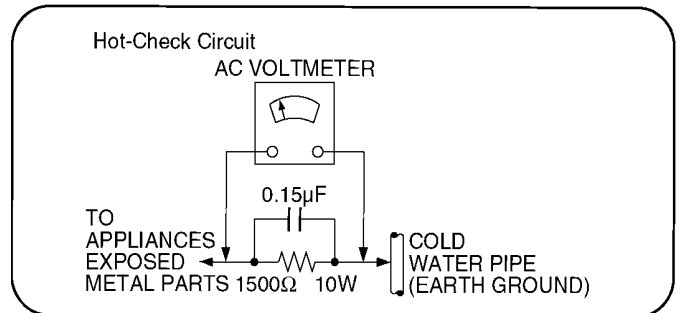 Hot-Check Circuit
AC VOLTMETER
0.15µF
TO
APPLIANCES
EXPOSED
METAL PARTS
1500Ω 10W
COLD
WATER PIPE
(EARTH GROUND)